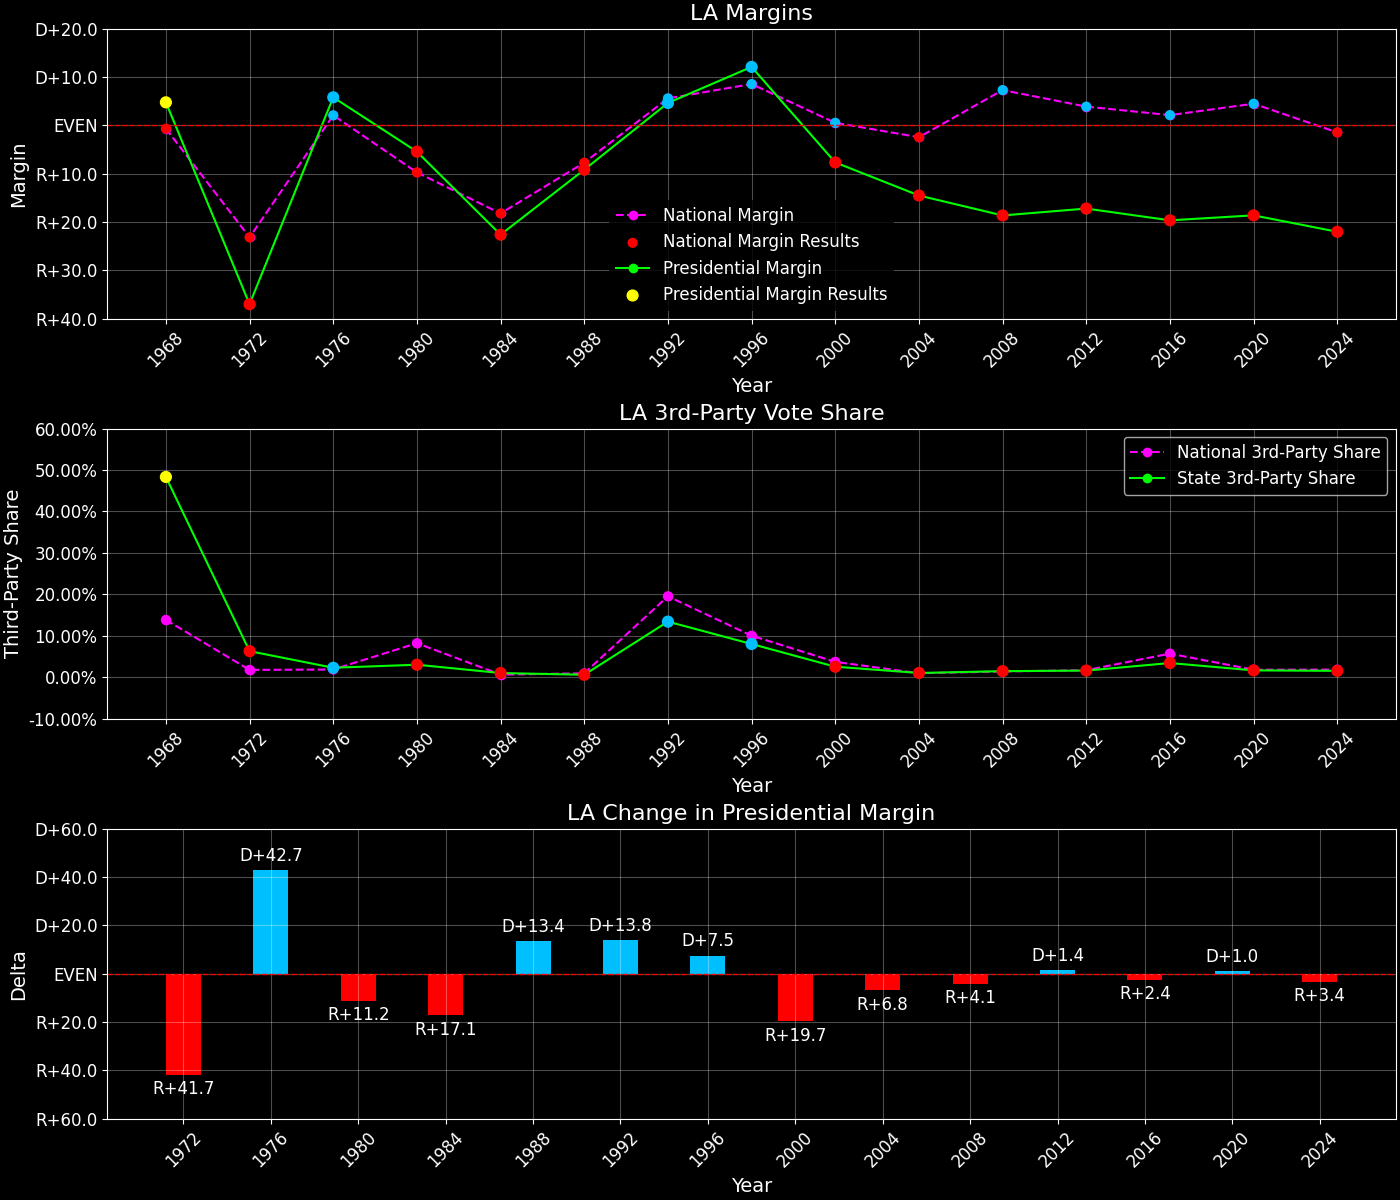 LA Margins
D+20.0
D+10.0
EVEN
R+10.0
R+20.0
R+30.0
R+40.0
Margin
National Margin
National Margin Results
Presidential Margin
Presidential Margin Results
1968 1972 1976 1980 1984 1988 1992 1996 2000 2004 2008 2012 2016 2020 2024
Year
LA 3rd-Party Vote Share
60.00%
50.00%
40.00%
30.00%
20.00%
10.00%
0.00%
-10.00%
Third-Party Share
National 3rd-Party Share
State 3rd-Party Share
1968 1972 1976 1980 1984 1988 1992 1996 2000 2004 2008 2012 2016 2020 2024
Year
LA Change in Presidential Margin
D+60.0
D+40.0
D+20.0
EVEN
R+20.0
R+40.0
R+60.0
Delta
R+41.7
D+42.7
R+11.2
R+17.1
D+13.4
D+13.8
D+7.5
R+19.7
R+6.8
R+4.1
D+1.4
R+2.4
D+1.0
R+3.4
1972 1976 1980 1984 1988 1992 1996 2000 2004 2008 2012 2016 2020 2024
Year